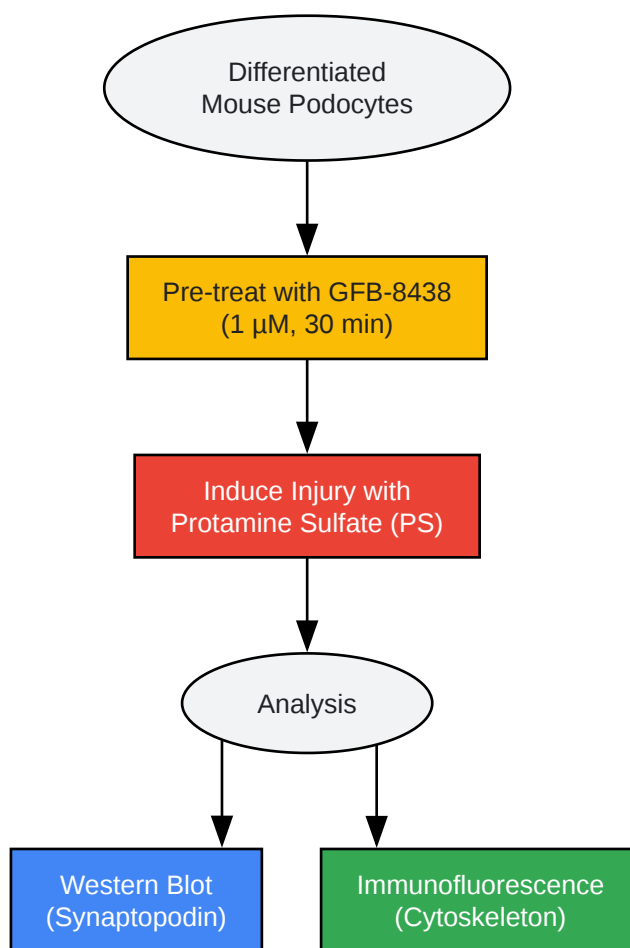 Differentiated
Mouse Podocytes
Pre-treat with GFB-8438
(1 µM, 30 min)
Induce Injury with
Protamine Sulfate (PS)
Analysis
Western Blot
(Synaptopodin)
Immunofluorescence
(Cytoskeleton)